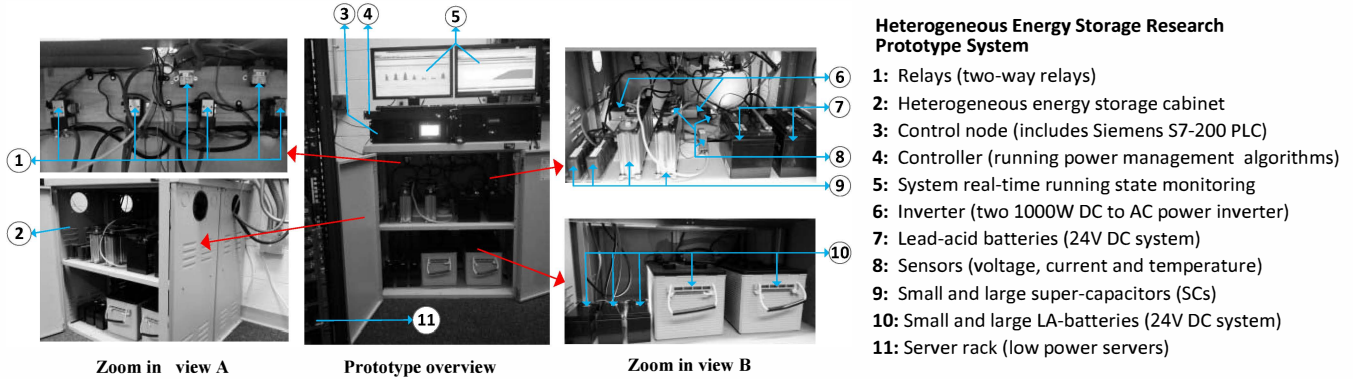 3 4 5
1
2
11
6
7
8
9
10
Zoom in view A
Prototype overview
Zoom in view B
Heterogeneous Energy Storage Research
Prototype System
1: Relays (two-way relays)
2: Heterogeneous energy storage cabinet
3: Control node (includes Siemens S7-200 PLC)
4: Controller (running power management algorithms)
5: System real-time running state monitoring
6: Inverter (two 1000W DC to AC power inverter)
7: Lead-acid batteries (24V DC system)
8: Sensors (voltage, current and temperature)
9: Small and large super-capacitors (SCs)
10: Small and large LA-batteries (24V DC system)
11: Server rack (low power servers)